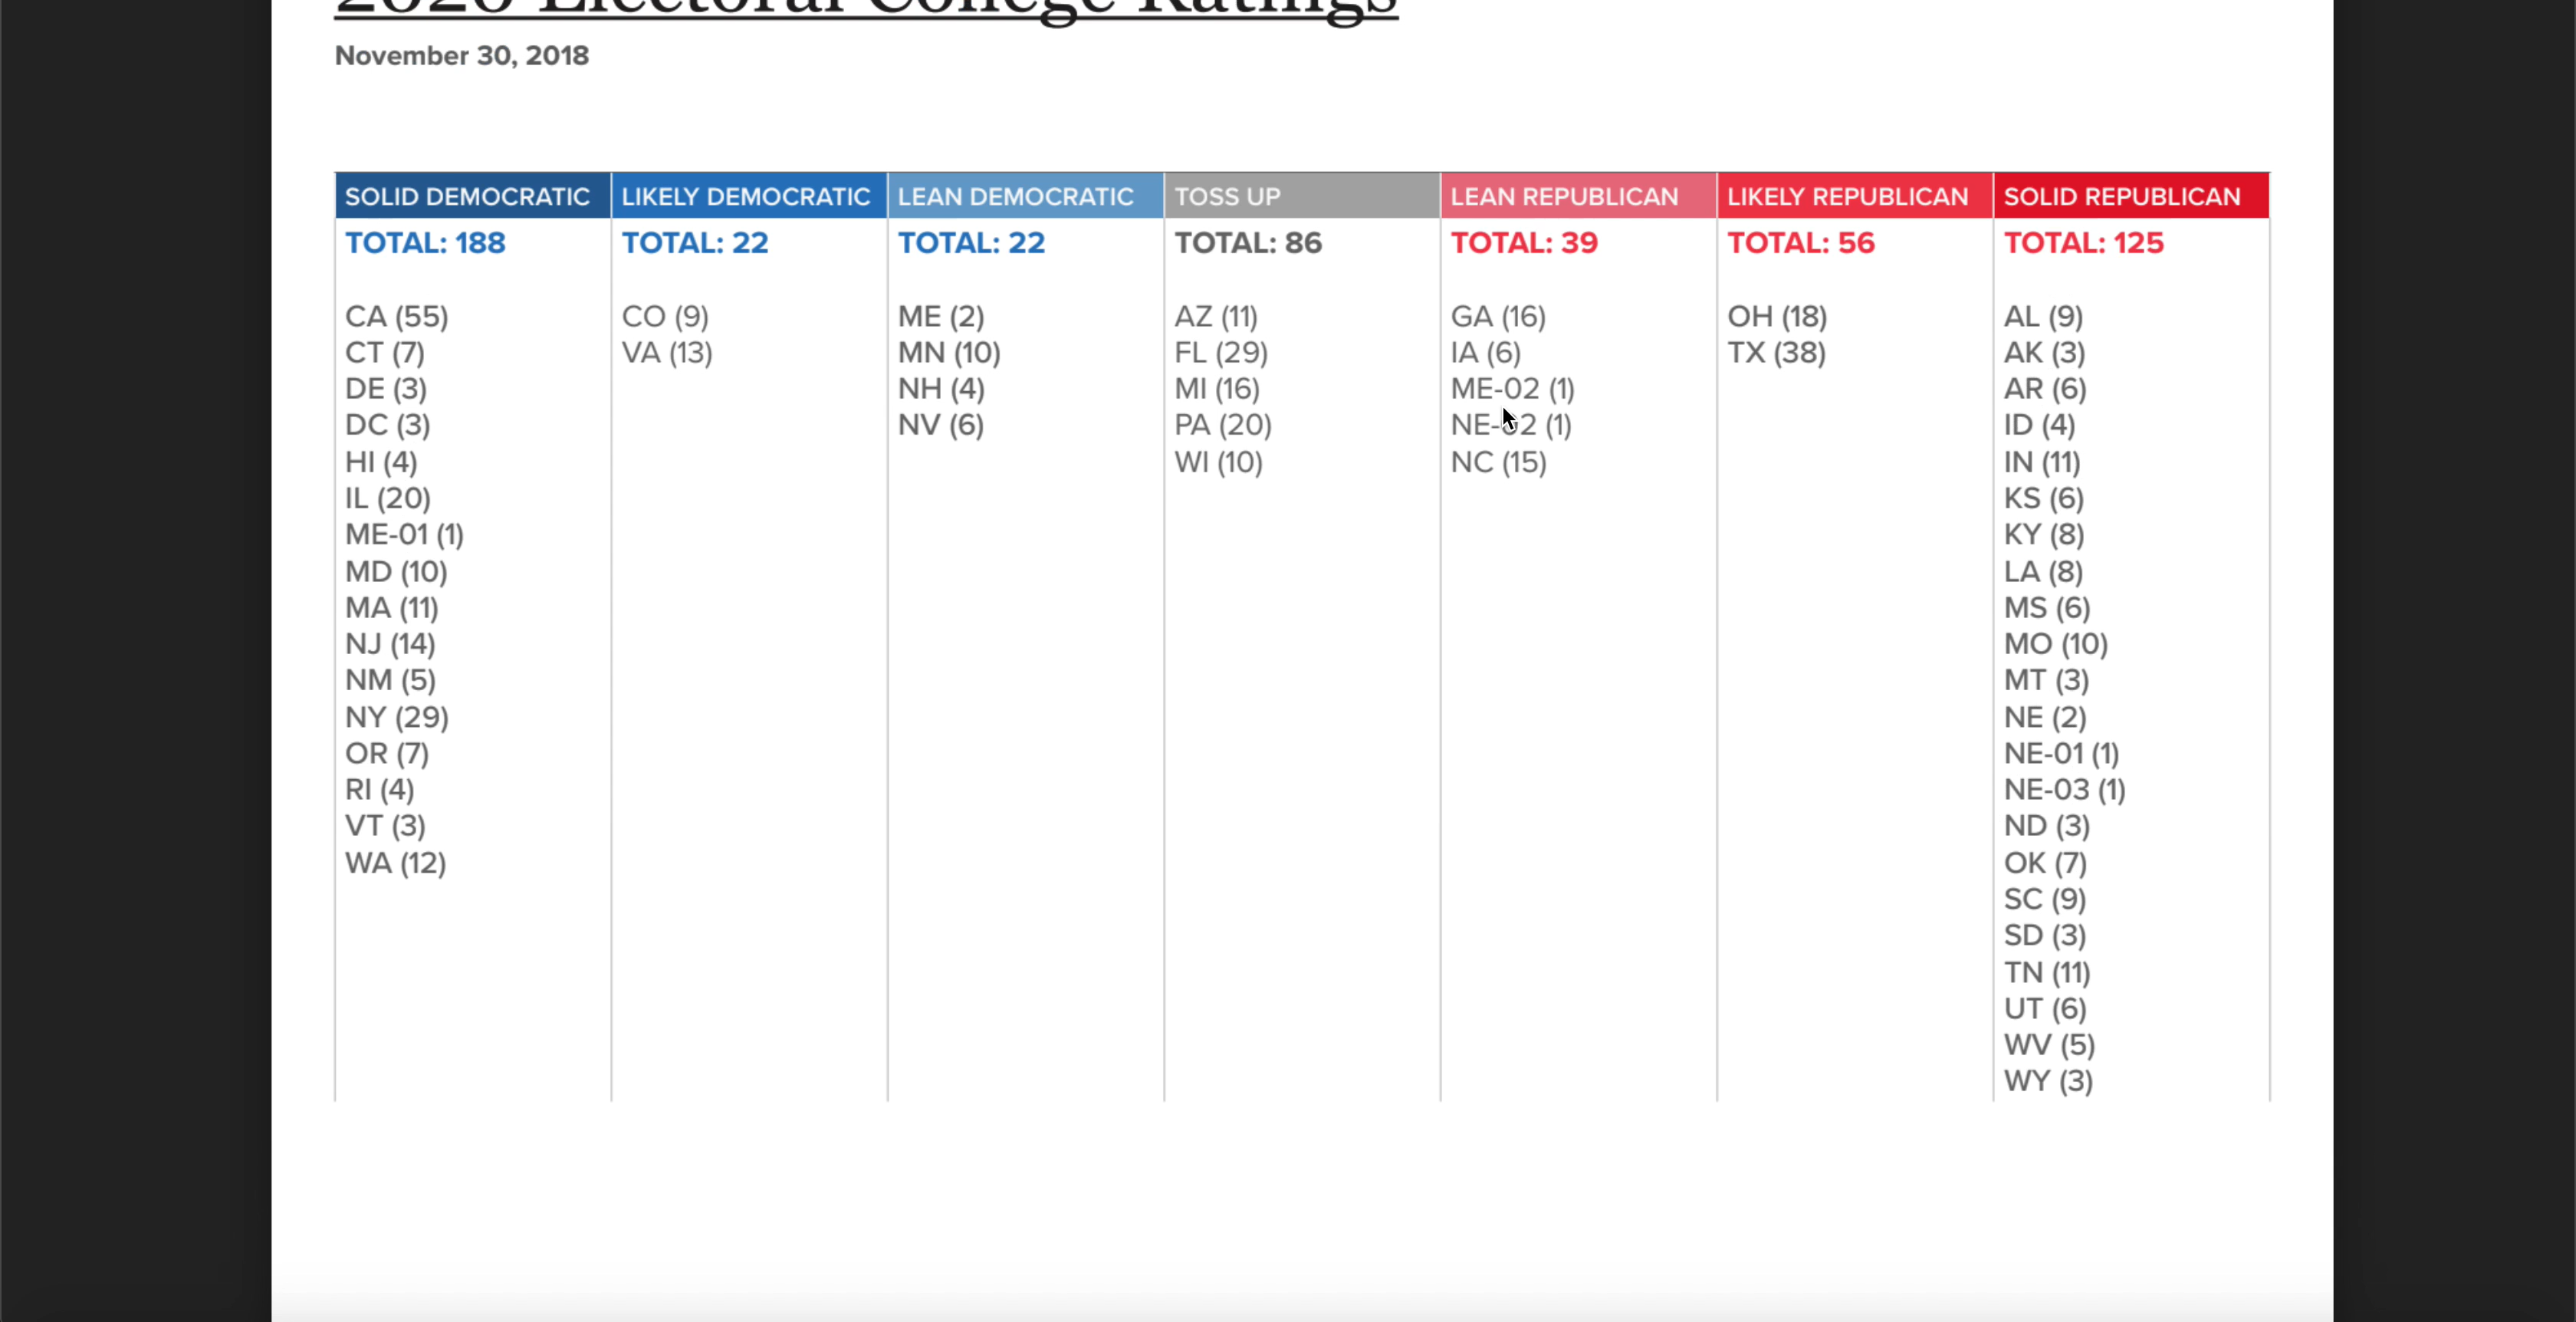 2020 Electoral College Ratings
November 30, 2018
SOLID DEMOCRATIC
TOTAL: 188
CA (55)
CT (7)
DE (3)
DC (3)
HI (4)
IL (20)
ME-01 (1)
MD (10)
MA (11)
NJ (14)
NM (5)
NY (29)
OR (7)
RI (4)
VT (3)
WA (12)
LIKELY DEMOCRATIC
TOTAL: 22
CO (9)
VA (13)
LEAN DEMOCRATIC
TOTAL: 22
ME (2)
MN (10)
NH (4)
NV (6)
TOSS UP
TOTAL: 86
AZ (11)
FL (29)
MI (16)
PA (20)
WI (10)
LEAN REPUBLICAN
TOTAL: 39
GA (16)
IA (6)
ME-02 (1)
NE-02 (1)
NC (15)
LIKELY REPUBLICAN
TOTAL: 56
OH (18)
TX (38)
SOLID REPUBLICAN
TOTAL: 125
AL (9)
AK (3)
AR (6)
ID (4)
IN (11)
KS (6)
KY (8)
LA (8)
MS (6)
MO (10)
MT (3)
NE (2)
NE-01 (1)
NE-03 (1)
ND (3)
OK (7)
SC (9)
SD (3)
TN (11)
UT (6)
WV (5)
WY (3)